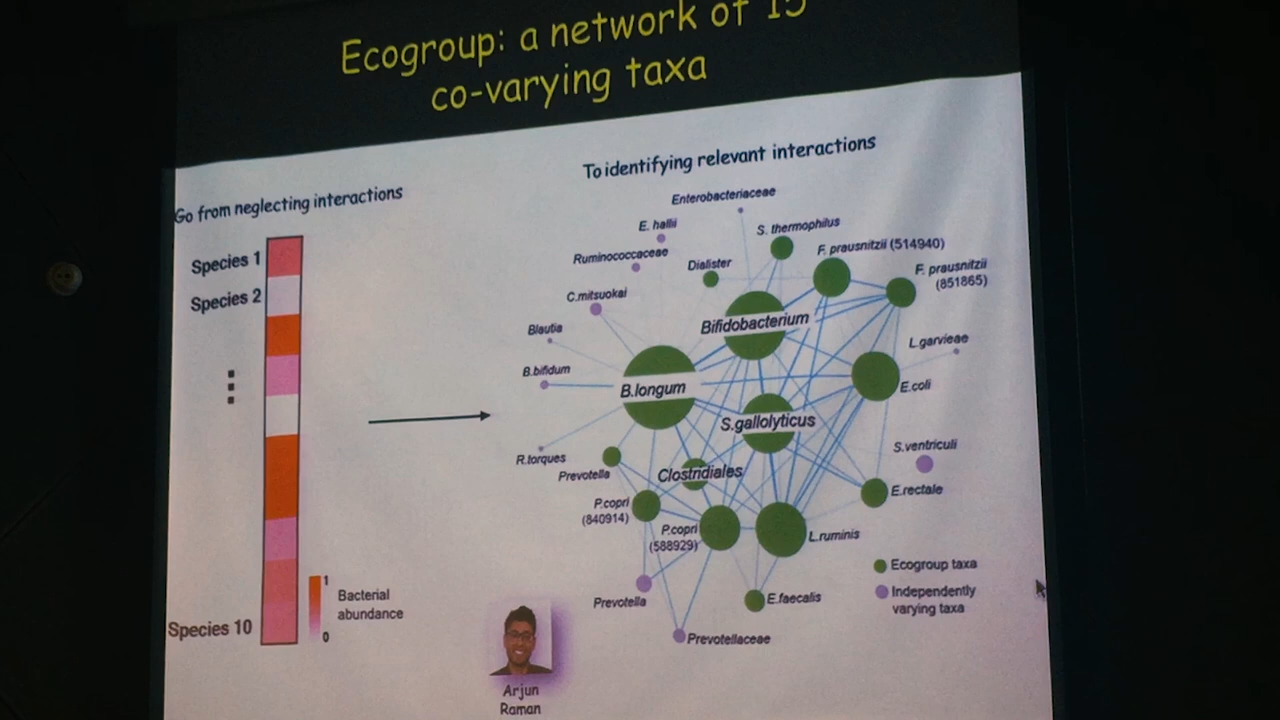 Ecogroup: a network of 15
co-varying taxa
Go from neglecting interactions
To identifying relevant interactions
Species 1
Species 2
Species 10
1
0
Bacterial
abundance
Enterobacteriaceae
E. hallii
S. thermophilus
Ruminococcaceae
Dialister
F. prausnitzii (514940)
F. prausnitzii
(851865)
C.mitsuokai
Bifidobacterium
Blautia
L.garvieae
B.bifidum
B.longum
E.coli
S.gallolyticus
R.torques
Prevotella
Clostridiales
S.ventriculi
E.rectale
P.copri
(840914)
P.copri
(588929)
L.ruminis
Ecogroup taxa
Independently
varying taxa
Prevotella
E.faecalis
Prevotellaceae
Arjun
Raman